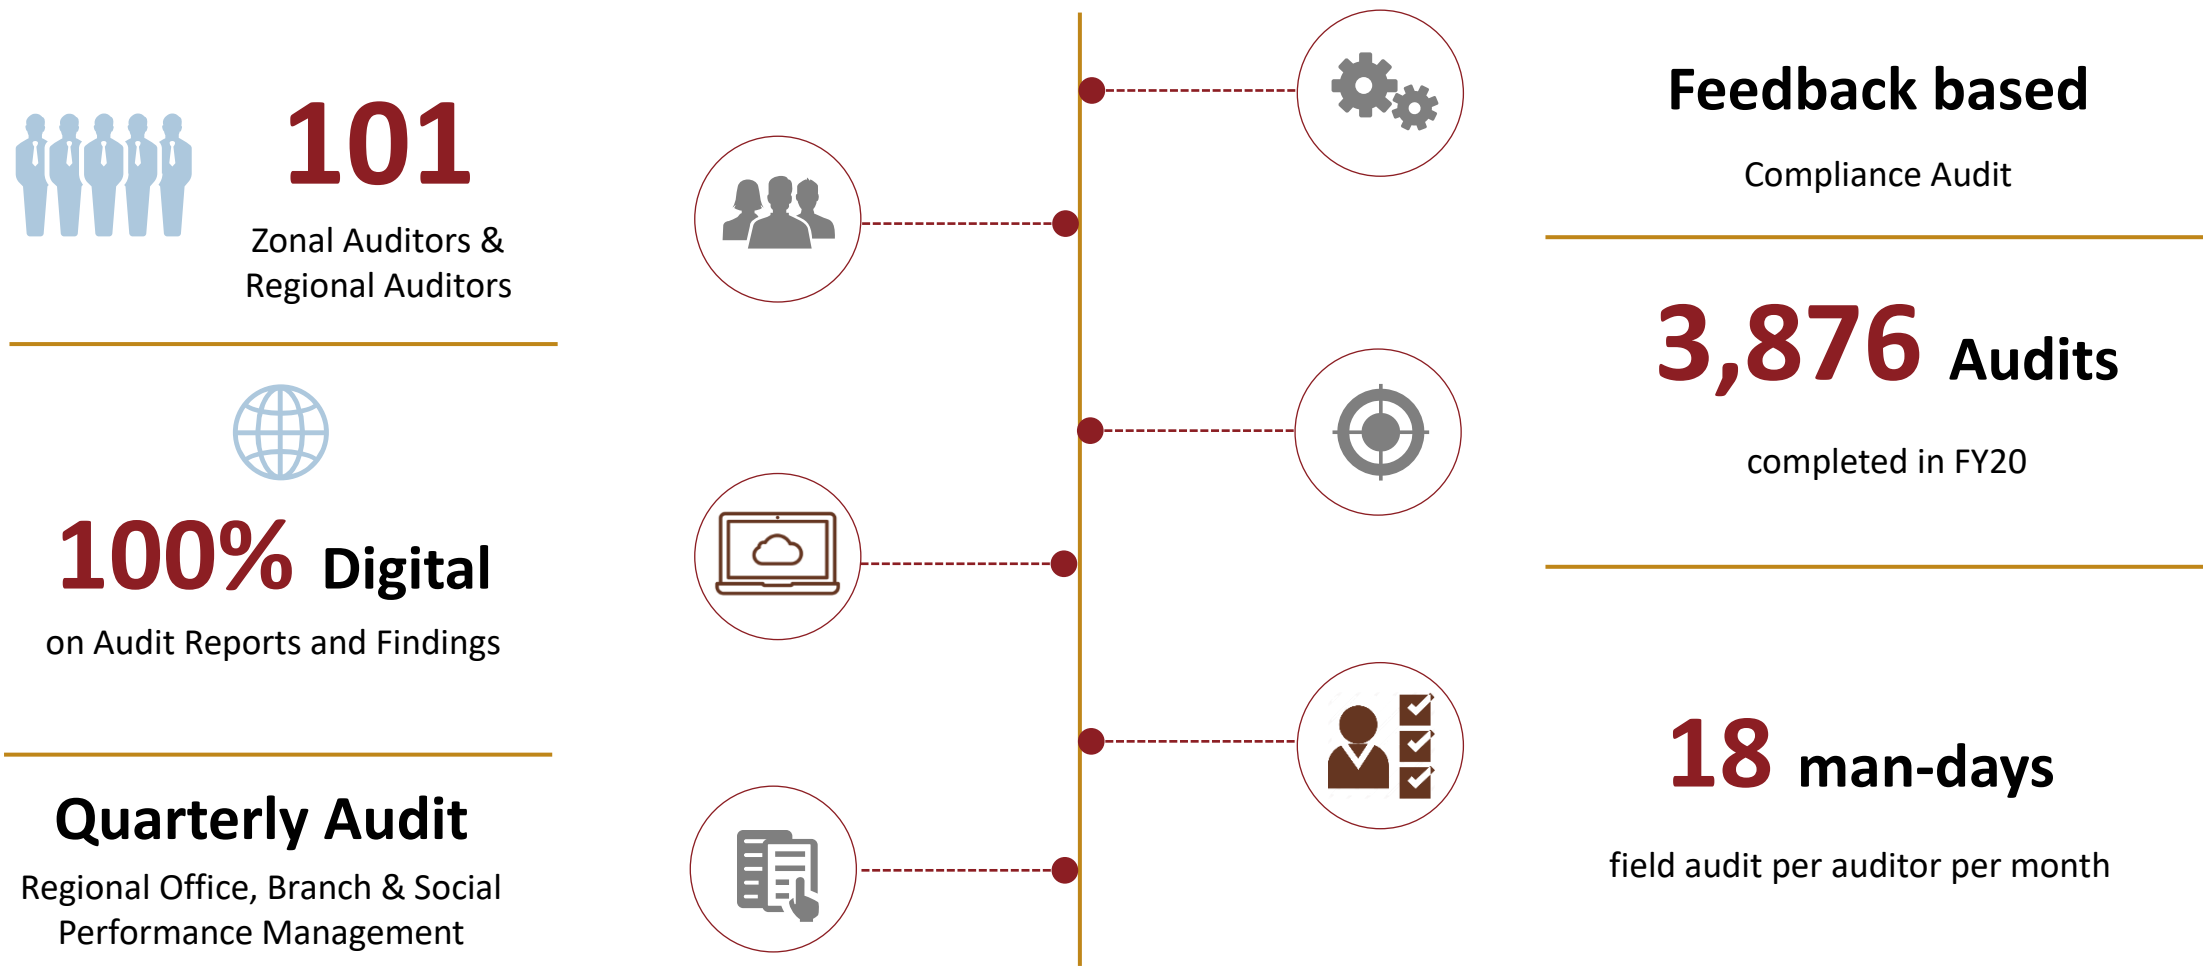 101
Zonal Auditors &
Regional Auditors
100% Digital
on Audit Reports and Findings
Quarterly Audit
Regional Office, Branch & Social
Performance Management
Feedback based
Compliance Audit
3,876 Audits
completed in FY20
18 man-days
field audit per auditor per month